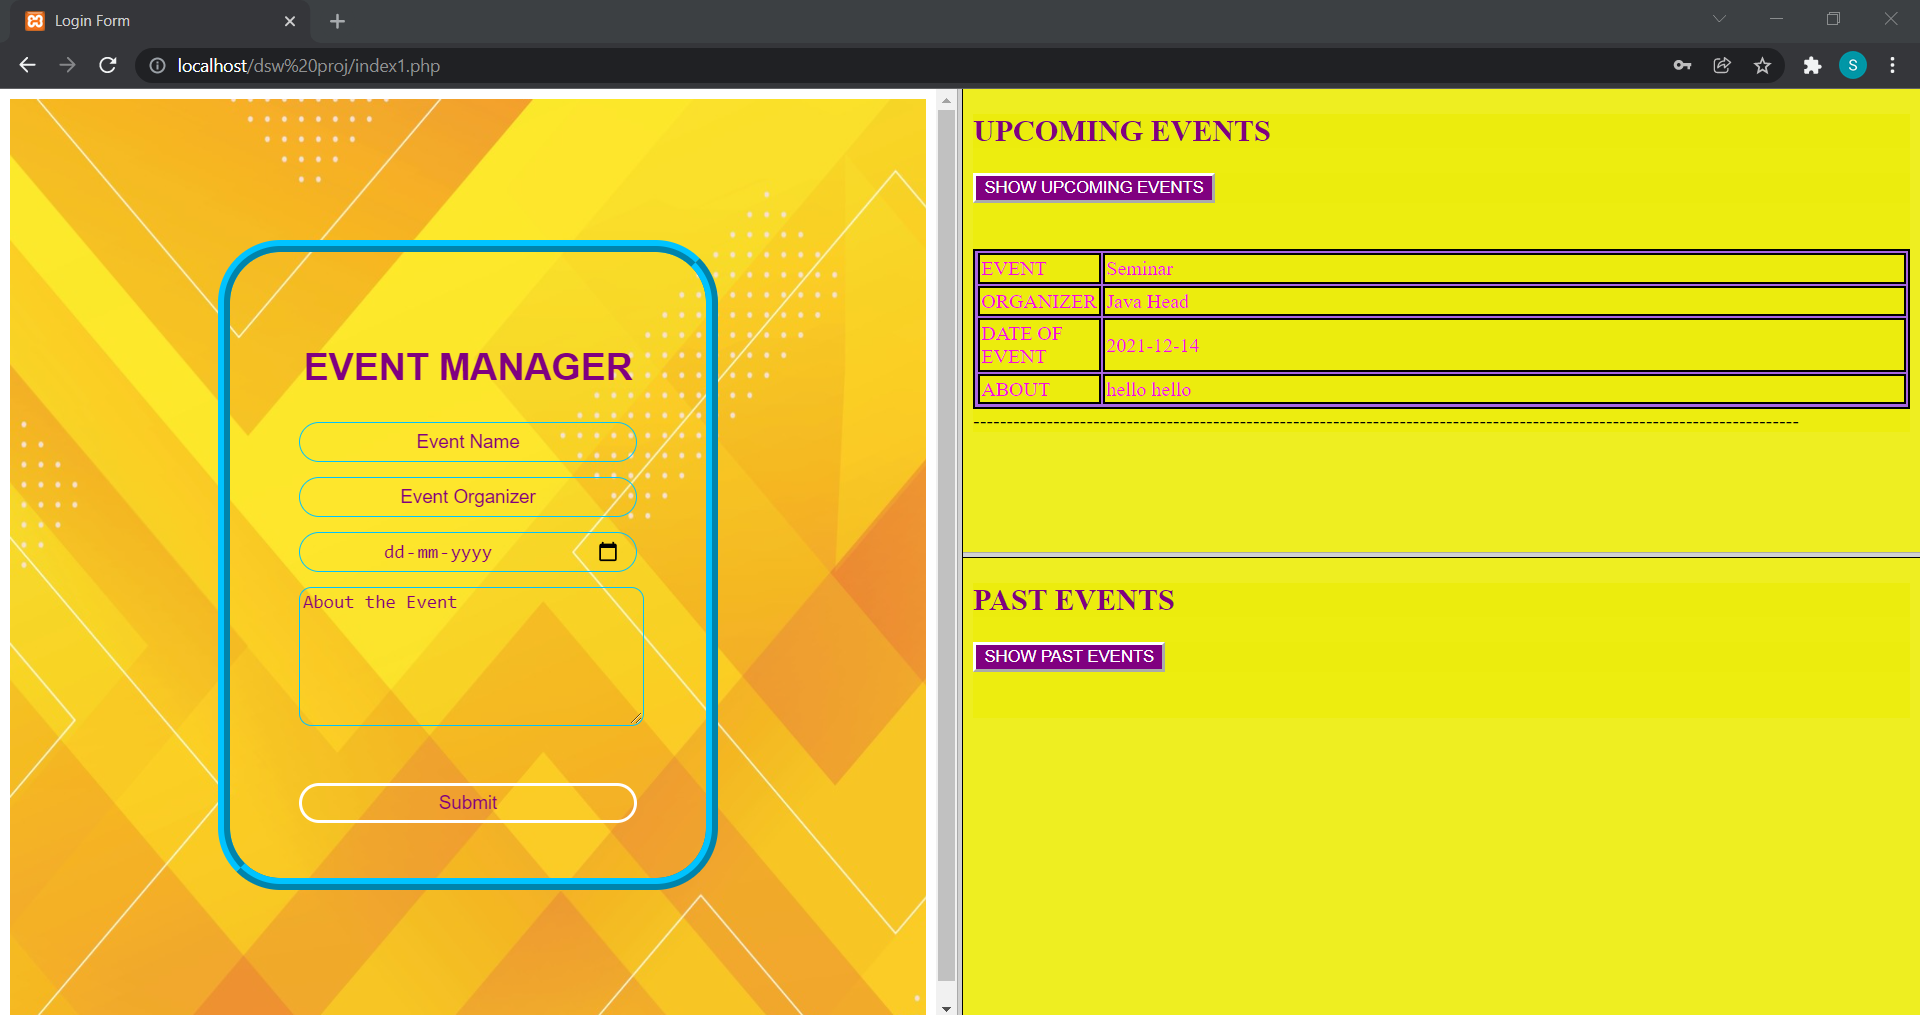 Login Form
localhost/dsw%20proj/index1.php
S
EVENT MANAGER
Event Name
Event Organizer
dd-mm-yyyy
About the Event
Submit
UPCOMING EVENTS
SHOW UPCOMING EVENTS
EVENT Seminar
ORGANIZER Java Head
DATE OF
EVENT 2021-12-14
ABOUT hello hello
PAST EVENTS
SHOW PAST EVENTS